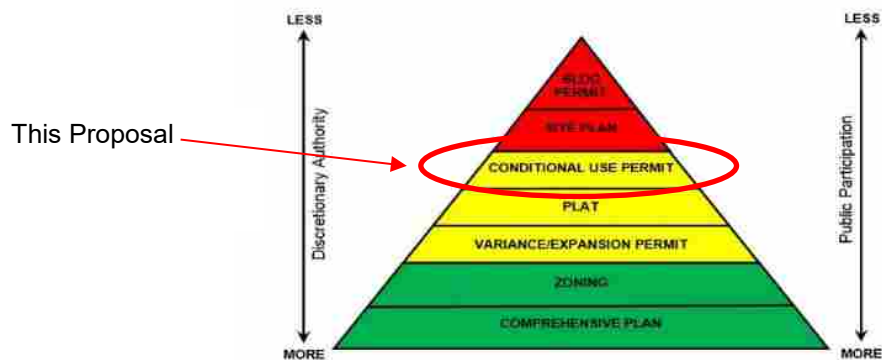 LESS
LESS
BLDG
PERMIT
SITE PLAN
This Proposal
CONDITIONAL USE PERMIT
PLAT
VARIANCE/EXPANSION PERMIT
ZONING
COMPREHENSIVE PLAN
Discretionary Authority
Public Participation
MORE
MORE